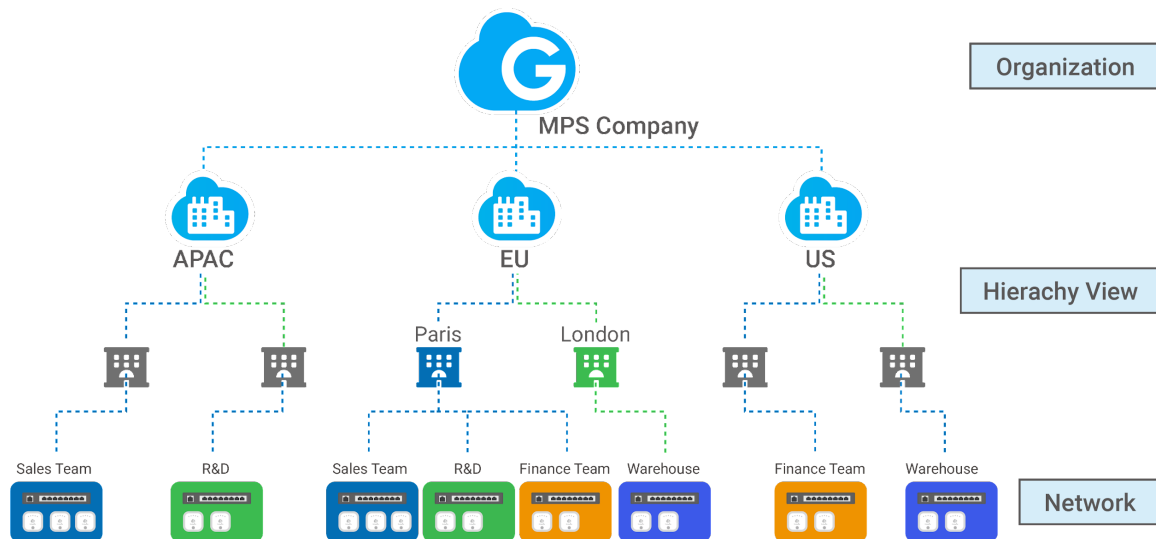 G
Organization
MPS Company
APAC
EU
US
Hierachy View
Paris
London
Sales Team
R&D
Sales Team
R&D
Finance Team
Warehouse
Finance Team
Warehouse
Network